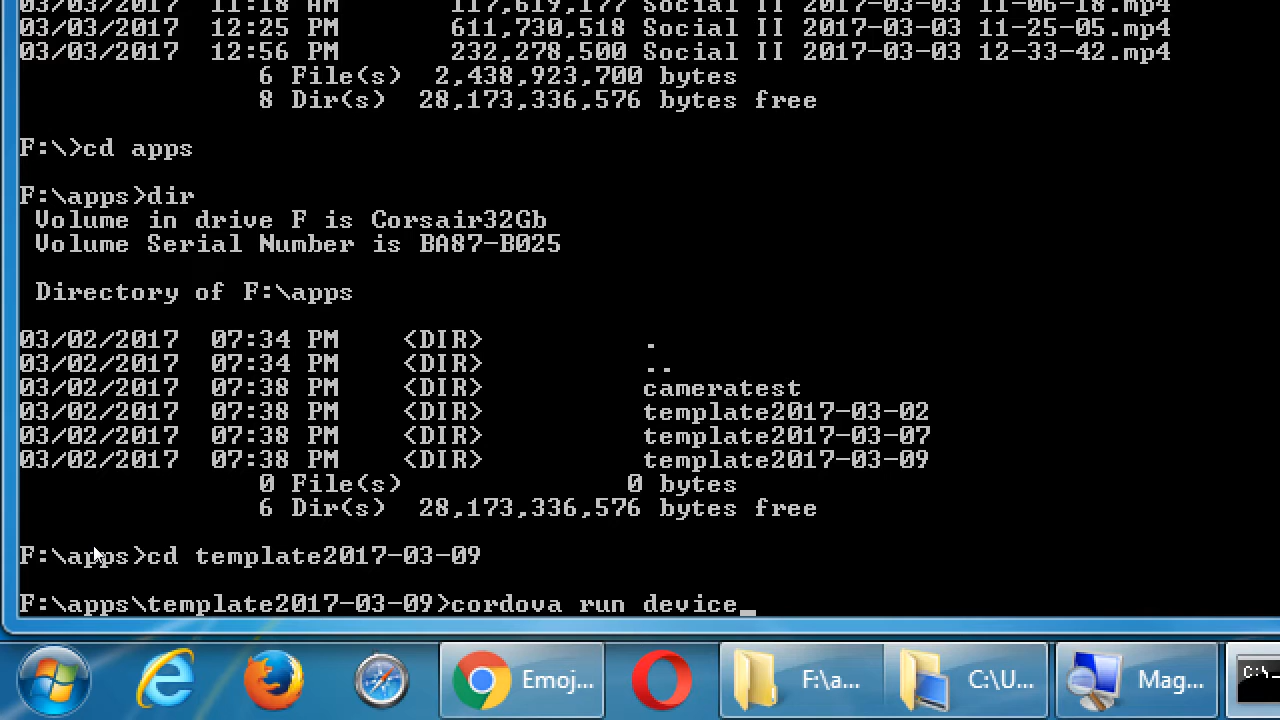 03/03/2017  11:18 AM       117,619,177 Social II 2017-03-03 11-06-18.mp4
03/03/2017  12:25 PM       611,730,518 Social II 2017-03-03 11-25-05.mp4
03/03/2017  12:56 PM       232,278,500 Social II 2017-03-03 12-33-42.mp4
6 File(s)  2,438,923,700 bytes
8 Dir(s)  28,173,336,576 bytes free
F:\>cd apps
F:\apps>dir
Volume in drive F is Corsair32Gb
Volume Serial Number is BA87-B025
Directory of F:\apps
03/02/2017  07:34 PM    <DIR>          .
03/02/2017  07:34 PM    <DIR>          ..
03/02/2017  07:38 PM    <DIR>          cameratest
03/02/2017  07:38 PM    <DIR>          template2017-03-02
03/02/2017  07:38 PM    <DIR>          template2017-03-07
03/02/2017  07:38 PM    <DIR>          template2017-03-09
0 File(s)              0 bytes
6 Dir(s)  28,173,336,576 bytes free
F:\apps>cd template2017-03-09
F:\apps\template2017-03-09>cordova run device_
Emoj... F:\a... C:\U... Mag... C:\_